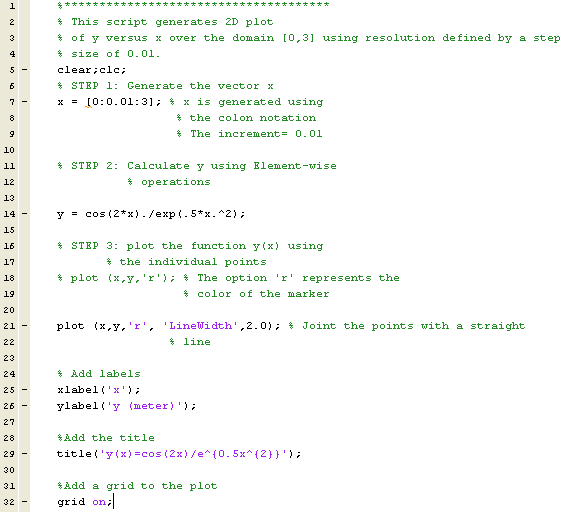 1 %**********************************
2 % This script generates 2D plot
3 % of y versus x over the domain [0,3] using resolution defined by a step
4 % size of 0.01.
5 - clear;clc;
6 % STEP 1: Generate the vector x
7 - x = [0:0.01:3]; % x is generated using
8 % the colon notation
9 % The increment= 0.01
10
11 % STEP 2: Calculate y using Element-wise
12 % operations
13
14 - y = cos(2*x)./exp(.5*x.^2);
15
16 % STEP 3: plot the function y(x) using
17 % the individual points
18 % plot (x,y,'r'); % The option 'r' represents the
19 % color of the marker
20
21 - plot (x,y,'r', 'LineWidth',2.0); % Joint the points with a straight
22 % line
23
24 % Add labels
25 - xlabel('x');
26 - ylabel('y (meter)');
27
28 %Add the title
29 - title('y(x)=cos(2x)/e^{0.5x^{2}}');
30
31 %Add a grid to the plot
32 - grid on;